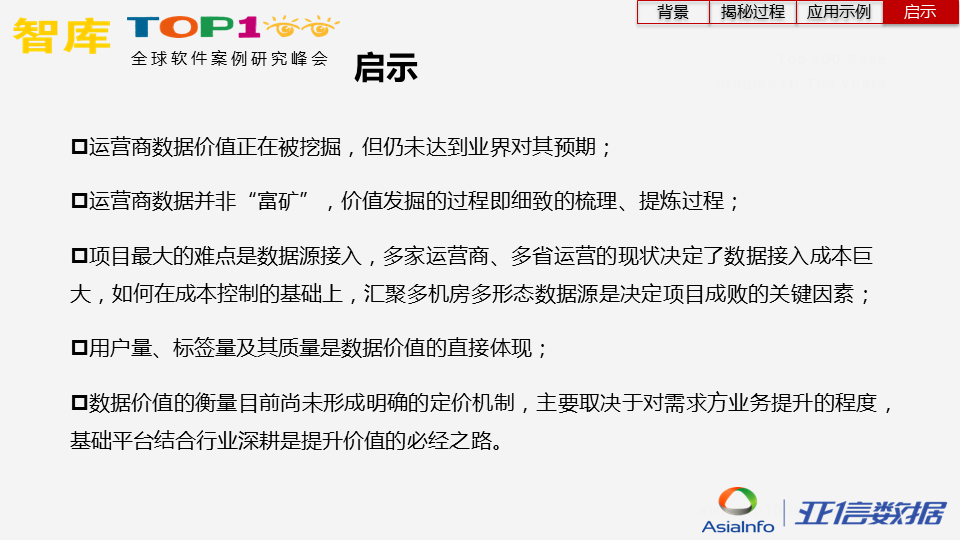 智库 TOP100
全球软件案例研究峰会
背景 揭秘过程 应用示例 启示
启示
运营商数据价值正在被挖掘，但仍未达到业界对其预期；
运营商数据并非“富矿”，价值发掘的过程即细致的梳理、提炼过程；
项目最大的难点是数据源接入，多家运营商、多省运营的现状决定了数据接入成本巨
大，如何在成本控制的基础上，汇聚多机房多形态数据源是决定项目成败的关键因素；
用户量、标签量及其质量是数据价值的直接体现；
数据价值的衡量目前尚未形成明确的定价机制，主要取决于对需求方业务提升的程度，
基础平台结合行业深耕是提升价值的必经之路。
AsiaInfo 亚信数据